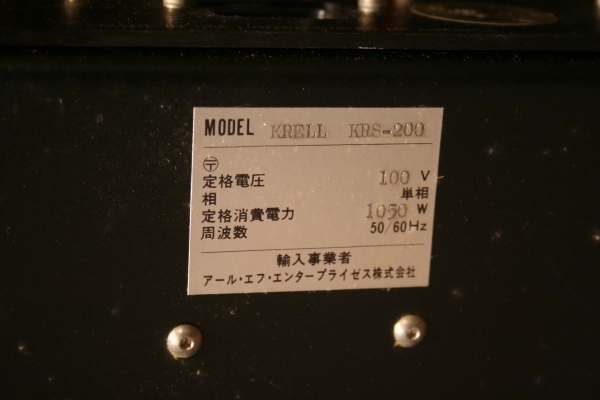 MODEL KRELL KRS-200
〒
定格電圧 100 V
相 単相
定格消費電力 1050 W
周波数 50/60Hz
輸入事業者
アール・エフ・エンタープライゼス株式会社